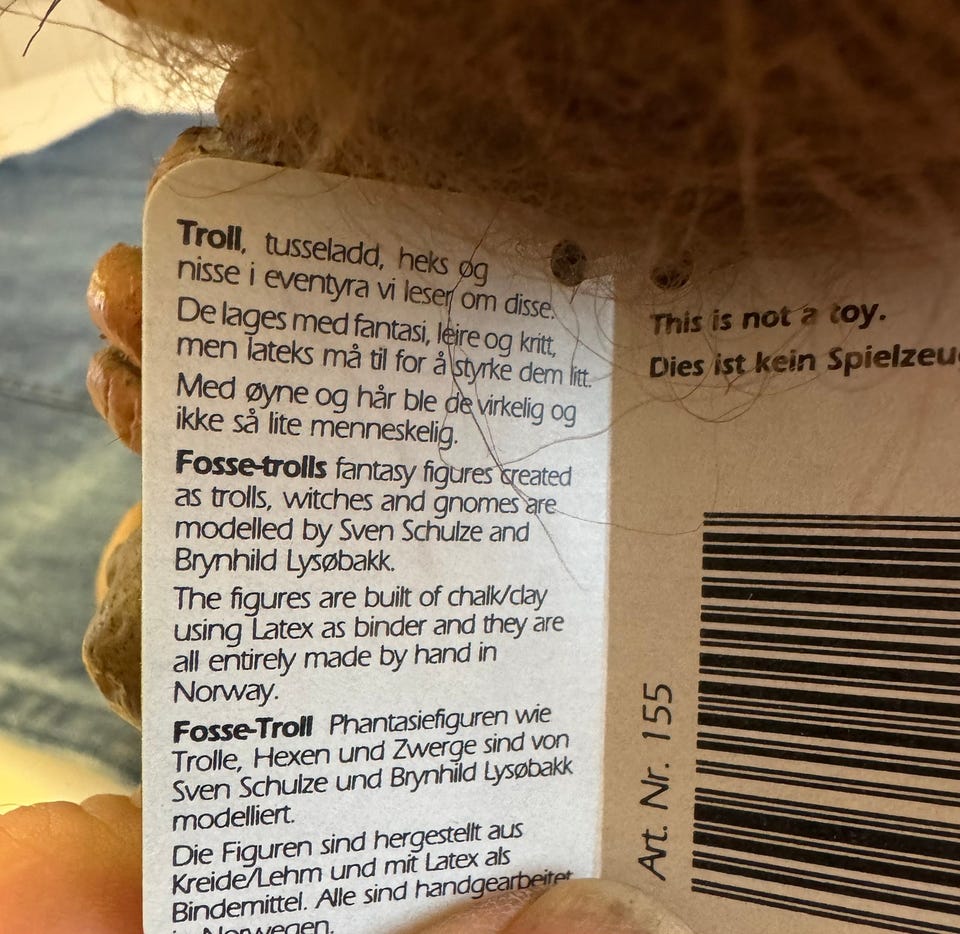 Troll, tusseladd, heks og
nisse i eventyra vi leser om disse.
De lages med fantasi, leire og kritt,
men lateks må til for å styrke dem litt.
Med øyne og hår ble de virkelig og
ikke så lite menneskelig.
Fosse-trolls fantasy figures created
as trolls, witches and gnomes are
modelled by Sven Schulze and
Brynhild Lysøbakk.
The figures are built of chalk/clay
using Latex as binder and they are
all entirely made by hand in
Norway.
Fosse-Troll Phantasiefiguren wie
Trolle, Hexen und Zwerge sind von
Sven Schulze und Brynhild Lysøbakk
modelliert.
Die Figuren sind hergestellt aus
Kreide/Lehm und mit Latex als
Bindemittel. Alle sind handgearbeitet
in Norwegen.
This is not a toy.
Dies ist kein Spielzeug
Art. Nr. 155